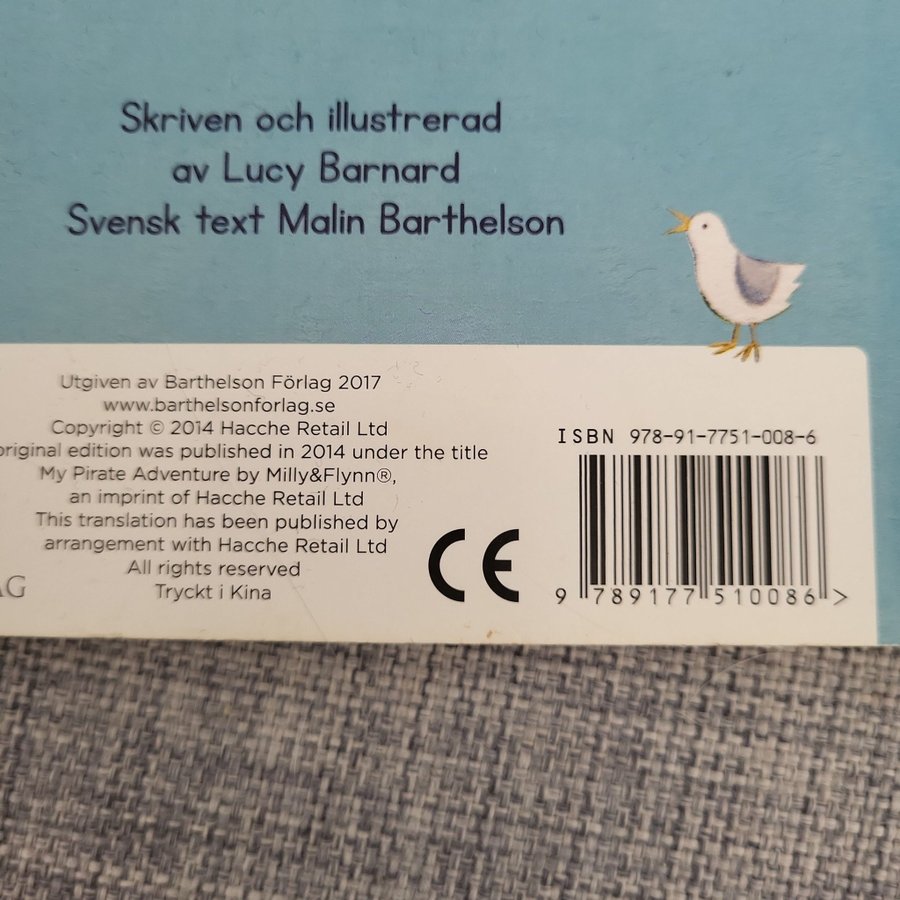 Skriven och illustrerad
av Lucy Barnard
Svensk text Malin Barthelson
Utgiven av Barthelson Förlag 2017
www.barthelsonforlag.se
Copyright © 2014 Hacche Retail Ltd
original edition was published in 2014 under the title
My Pirate Adventure by Milly&Flynn®,
an imprint of Hacche Retail Ltd
This translation has been published by
arrangement with Hacche Retail Ltd
All rights reserved
Tryckt i Kina
CE
ISBN 978-91-7751-008-6
9 789177 510086 >